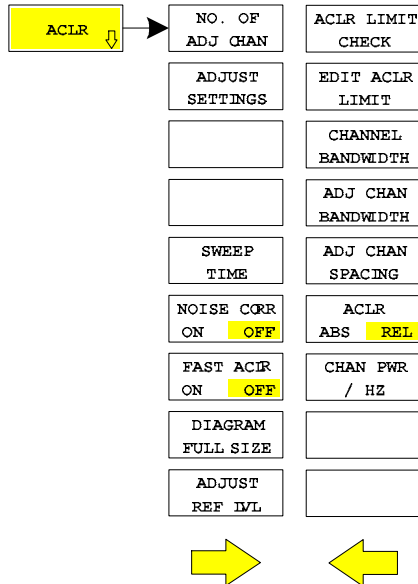 ACLR
NO. OF
ADJ CHAN
ADJUST
SETTINGS
SWEEP
TIME
NOISE CORR
ON OFF
FAST ACLR
ON OFF
DIAGRAM
FULL SIZE
ADJUST
REF LVL
ACLR LIMIT
CHECK
EDIT ACLR
LIMIT
CHANNEL
BANDWIDTH
ADJ CHAN
BANDWIDTH
ADJ CHAN
SPACING
ACLR
ABS REL
CHAN PWR
/ HZ